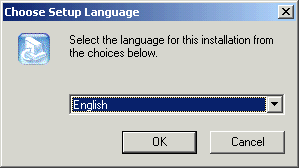 Choose Setup Language
Select the language for this installation from
the choices below.
English
OK
Cancel